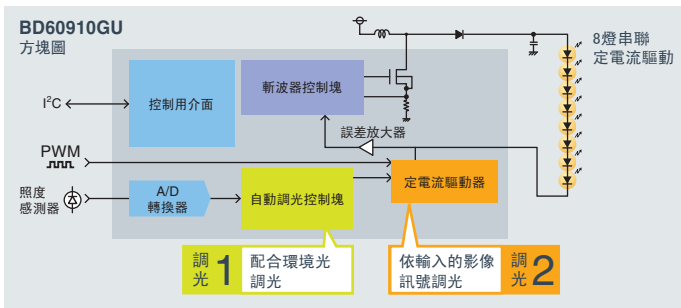 BD60910GU
方塊圖
8燈串聯
定電流驅動
控制用介面
斬波器控制塊
I²C
誤差放大器
PWM
照度
感測器
A/D
轉換器
自動調光控制塊
定電流驅動器
調光 1
配合環境光
調光
依輸入的影像
訊號調光
調光 2